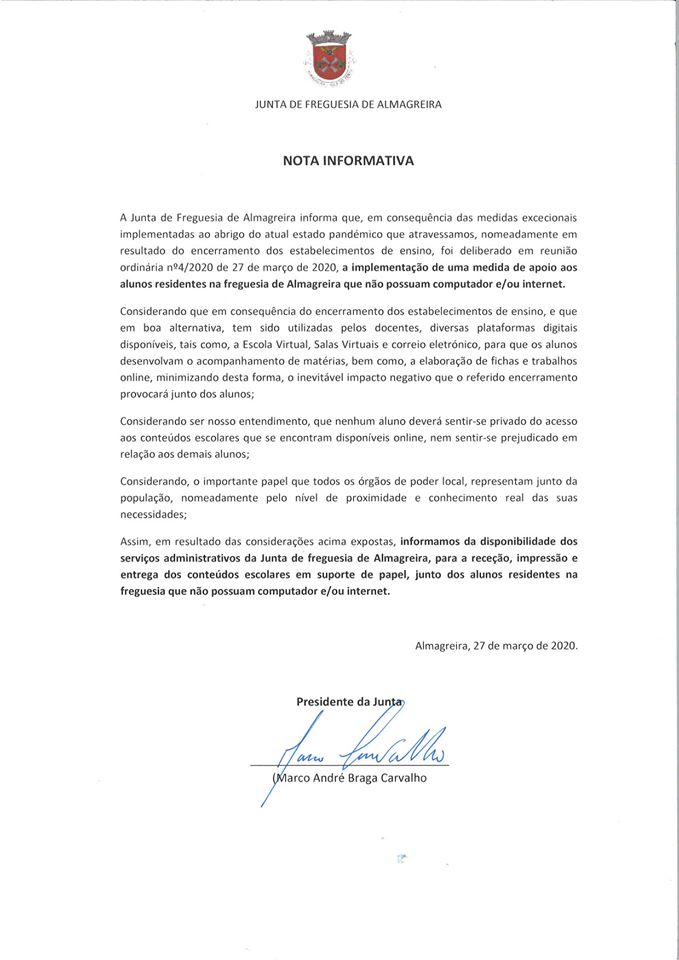 JUNTA DE FREGUESIA DE ALMAGREIRA
NOTA INFORMATIVA
A Junta de Freguesia de Almagreira informa que, em consequência das medidas excecionais
implementadas ao abrigo do atual estado pandémico que atravessamos, nomeadamente em
resultado do encerramento dos estabelecimentos de ensino, foi deliberado em reunião
ordinária nº4/2020 de 27 de março de 2020, a implementação de uma medida de apoio aos
alunos residentes na freguesia de Almagreira que não possuam computador e/ou internet.
Considerando que em consequência do encerramento dos estabelecimentos de ensino, e que
em boa alternativa, tem sido utilizadas pelos docentes, diversas plataformas digitais
disponíveis, tais como, a Escola Virtual, Salas Virtuais e correio eletrónico, para que os alunos
desenvolvam o acompanhamento de matérias, bem como, a elaboração de fichas e trabalhos
online, minimizando desta forma, o inevitável impacto negativo que o referido encerramento
provocará junto dos alunos;
Considerando ser nosso entendimento, que nenhum aluno deverá sentir-se privado do acesso
aos conteúdos escolares que se encontram disponíveis online, nem sentir-se prejudicado em
relação aos demais alunos;
Considerando, o importante papel que todos os órgãos de poder local, representam junto da
população, nomeadamente pelo nível de proximidade e conhecimento real das suas
necessidades;
Assim, em resultado das considerações acima expostas, informamos da disponibilidade dos
serviços administrativos da Junta de freguesia de Almagreira, para a receção, impressão e
entrega dos conteúdos escolares em suporte de papel, junto dos alunos residentes na
freguesia que não possuam computador e/ou internet.
Almagreira, 27 de março de 2020.
Presidente da Junta
Marco Carvalho
(Marco André Braga Carvalho